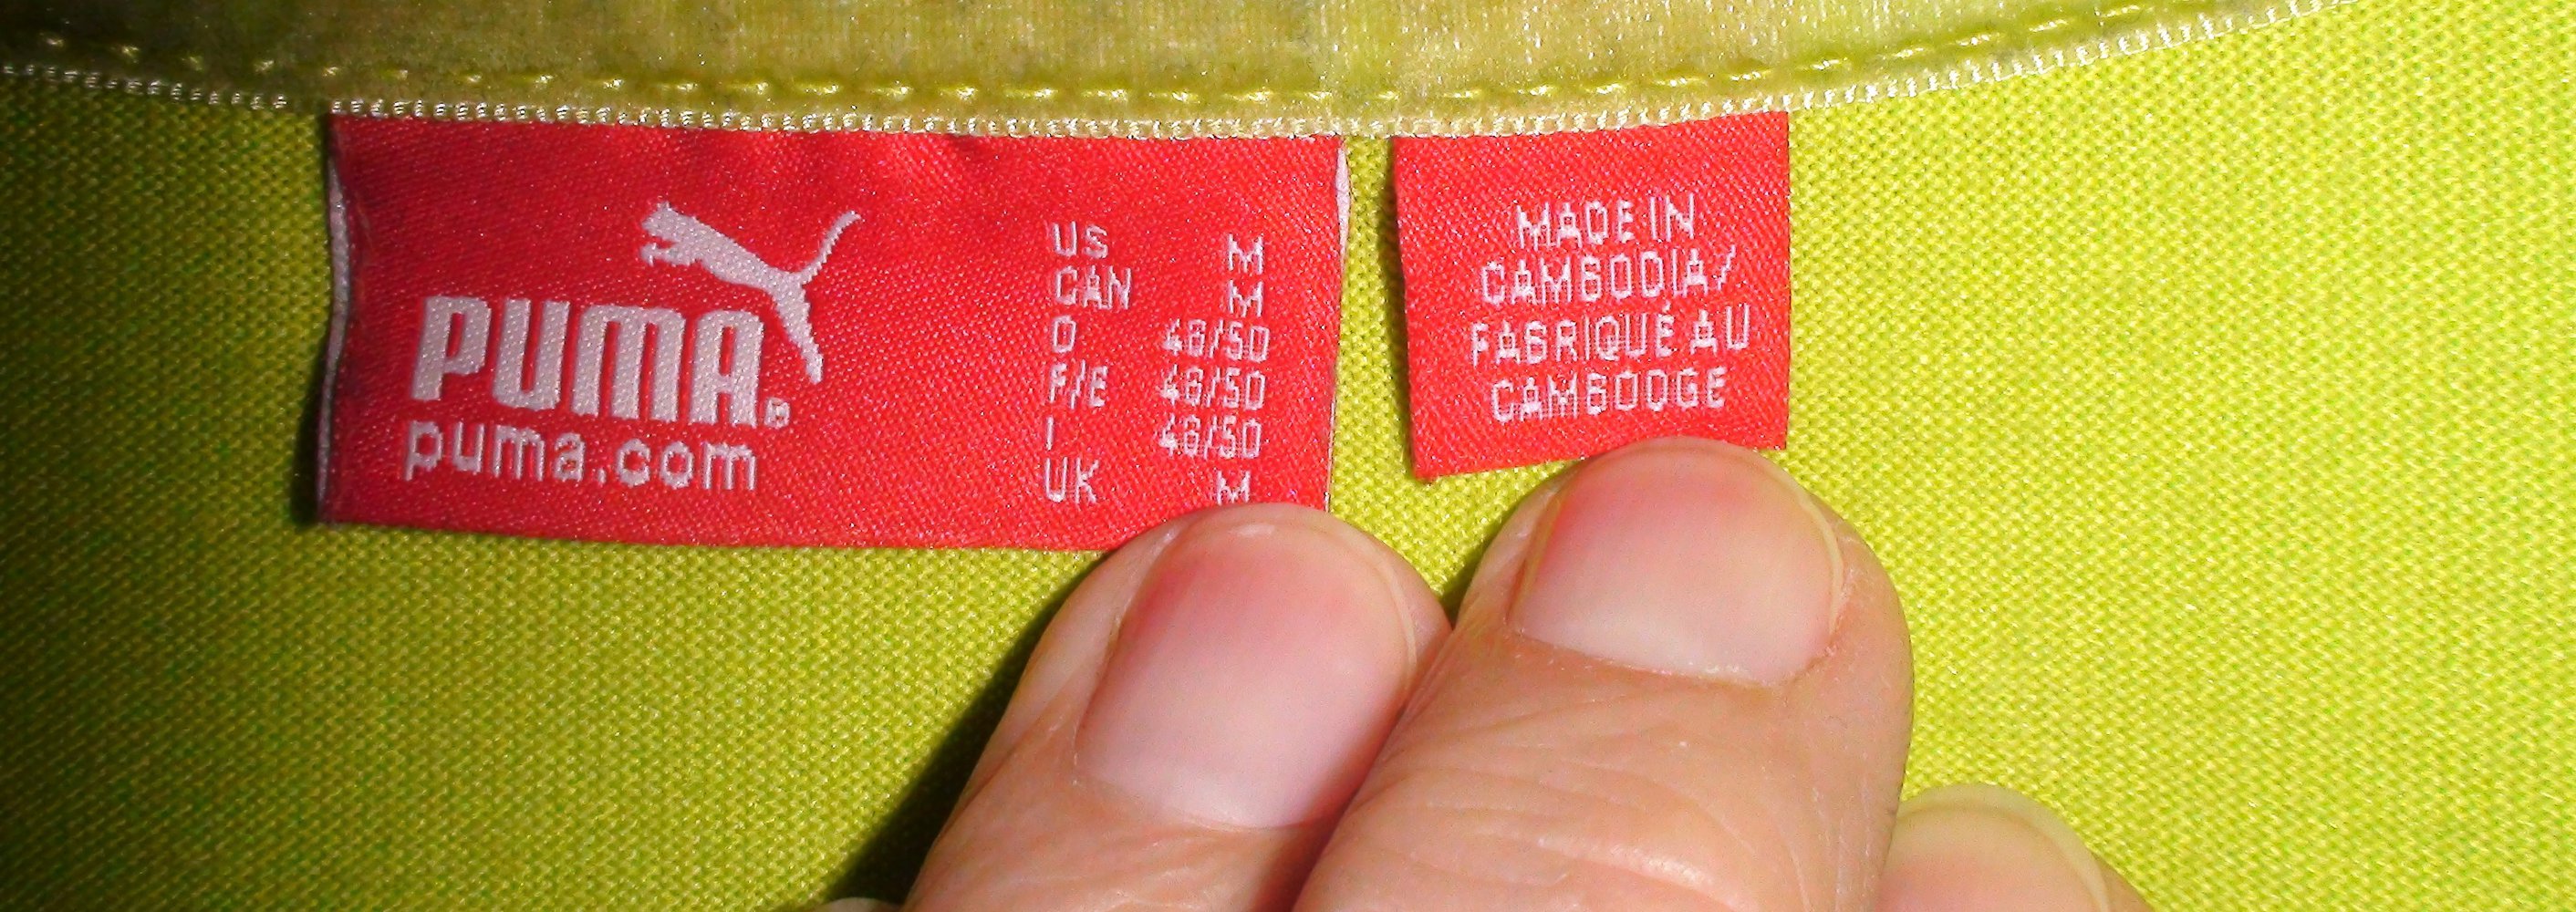 PUMA®
puma.com
US M
CAN M
D 48/50
F/E 48/50
I 48/50
UK M
MADE IN
CAMBODIA/
FABRIQUÉ AU
CAMBODGE